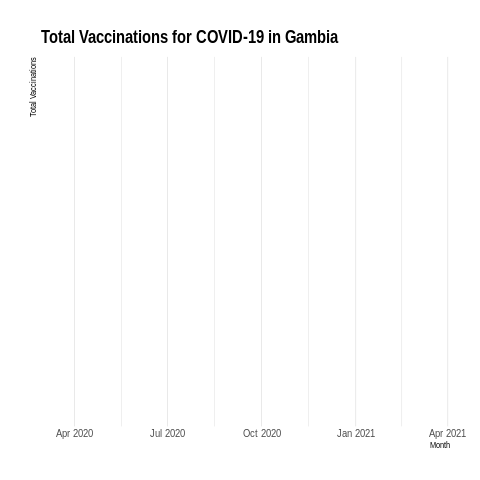 Total Vaccinations for COVID-19 in Gambia
Total Vaccinations
Apr 2020 Jul 2020 Oct 2020 Jan 2021 Apr 2021
Month